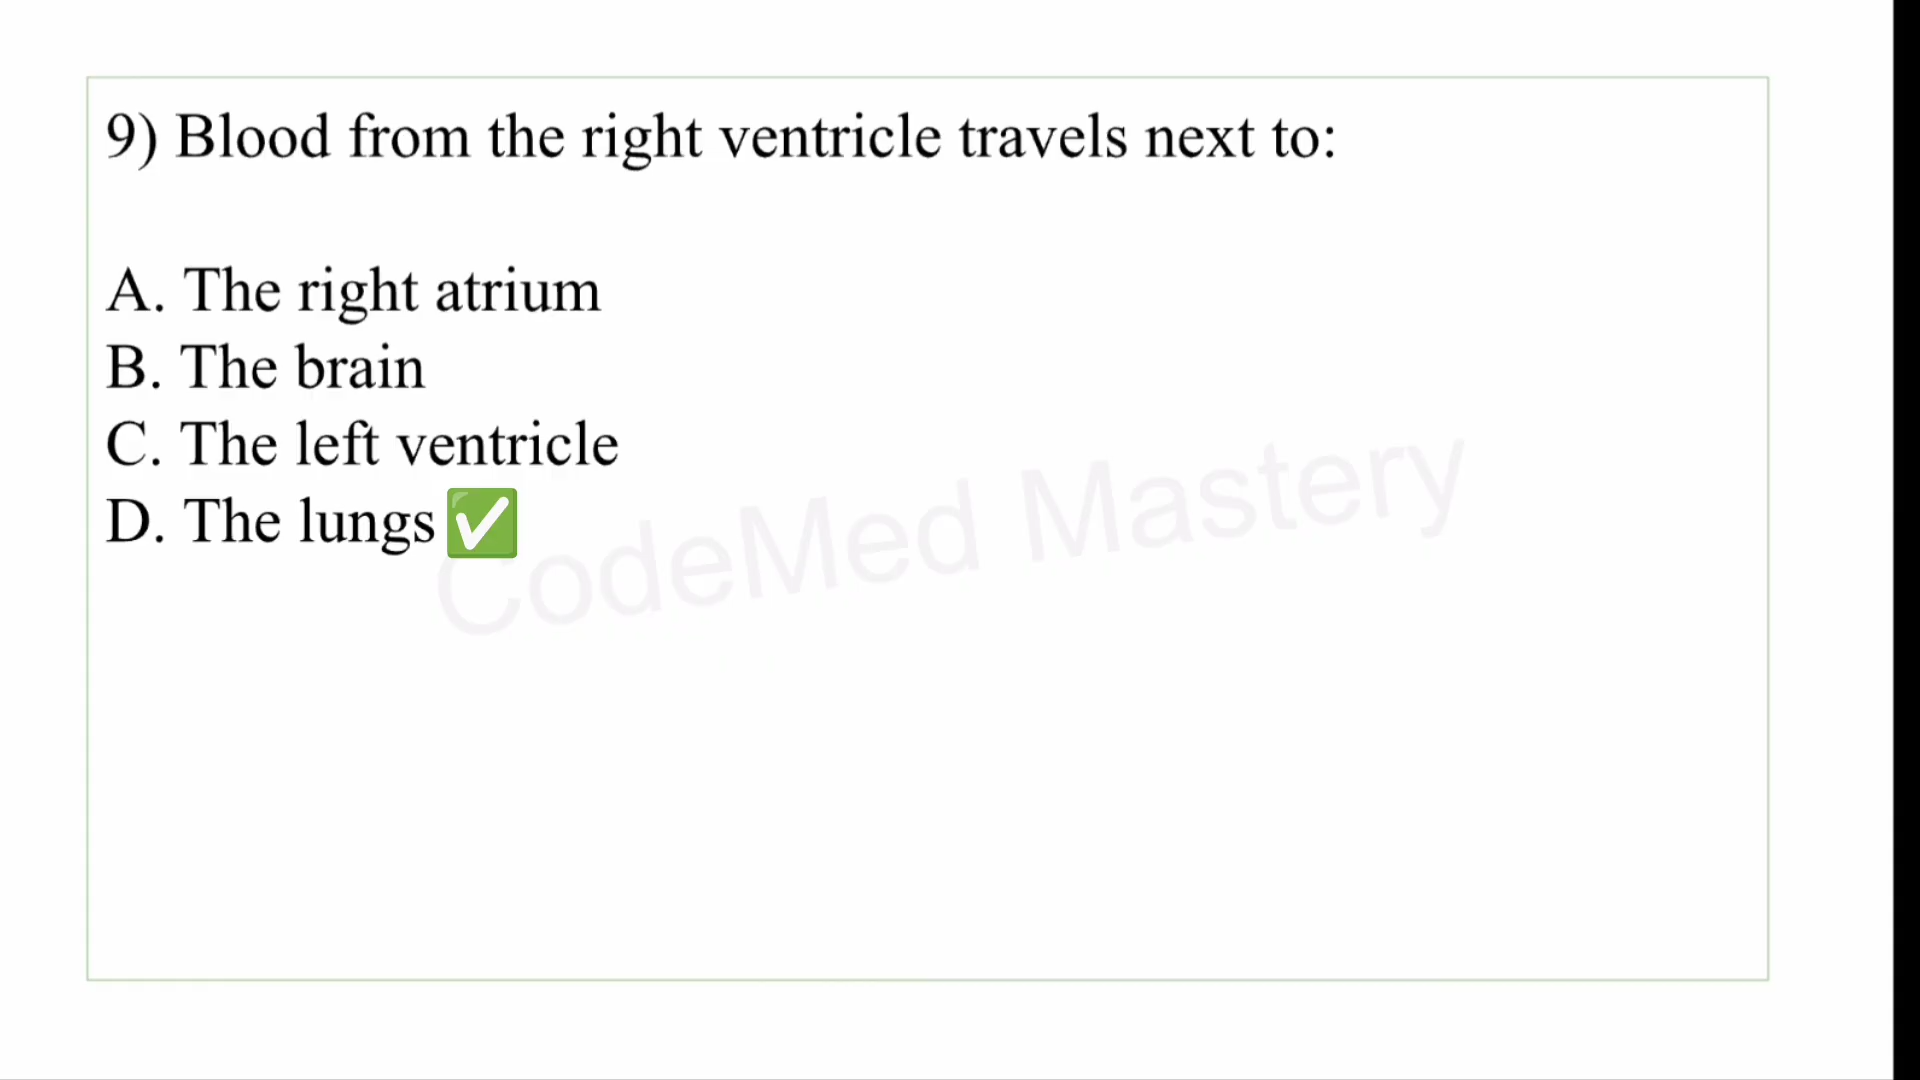 9) Blood from the right ventricle travels next to:
A. The right atrium
B. The brain
C. The left ventricle
D. The lungs ✅
CodeMed Mastery